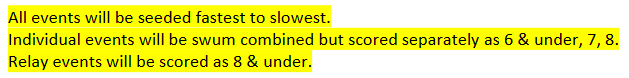 All events will be seeded fastest to slowest.
Individual events will be swum combined but scored separately as 6 & under, 7, 8.
Relay events will be scored as 8 & under.